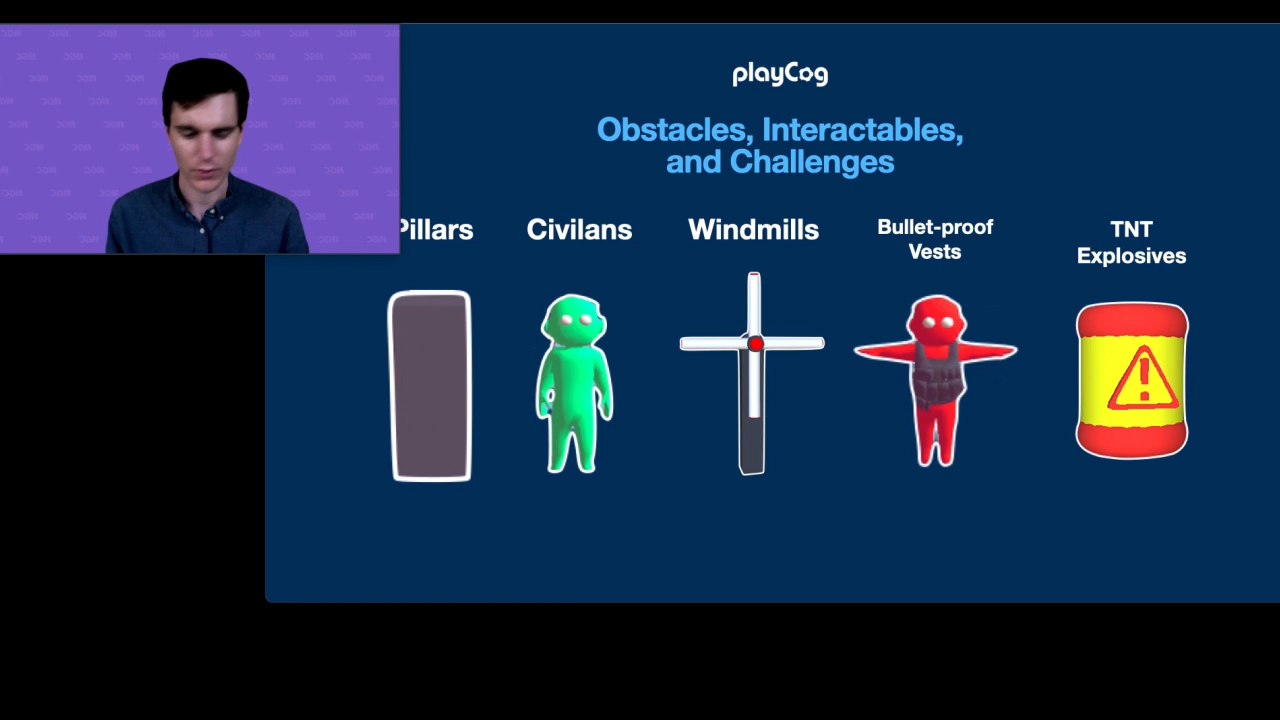 playCog
Obstacles, Interactables,
and Challenges
Pillars
Civilans
Windmills
Bullet-proof
Vests
TNT
Explosives